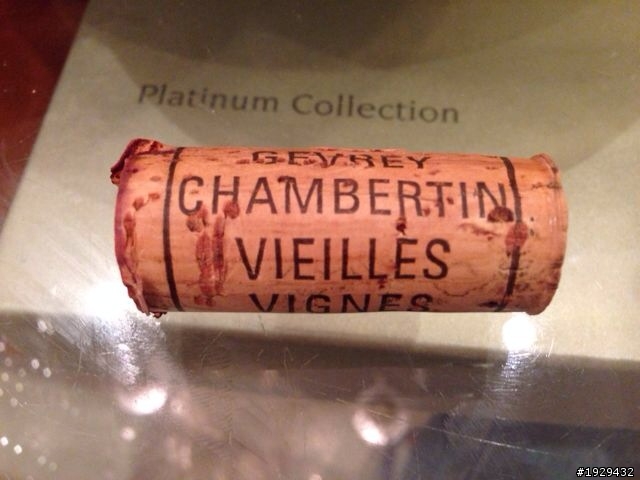 Platinum Collection
GEVREY
CHAMBERTIN
VIEILLES
VIGNES
#1929432